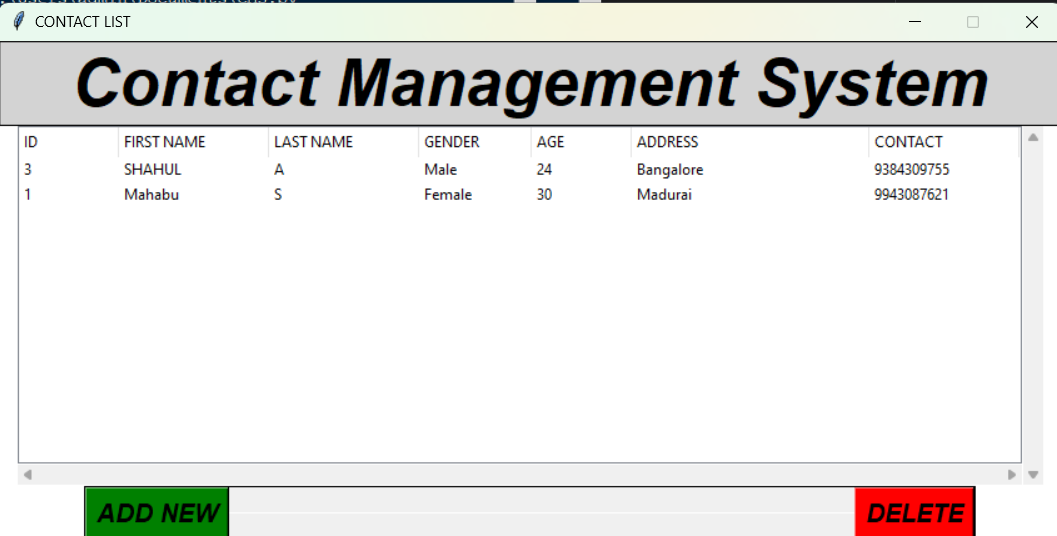 CONTACT LIST
Contact Management System
ID FIRST NAME LAST NAME GENDER AGE ADDRESS CONTACT
3 SHAHUL A Male 24 Bangalore 9384309755
1 Mahabu S Female 30 Madurai 9943087621
ADD NEW DELETE